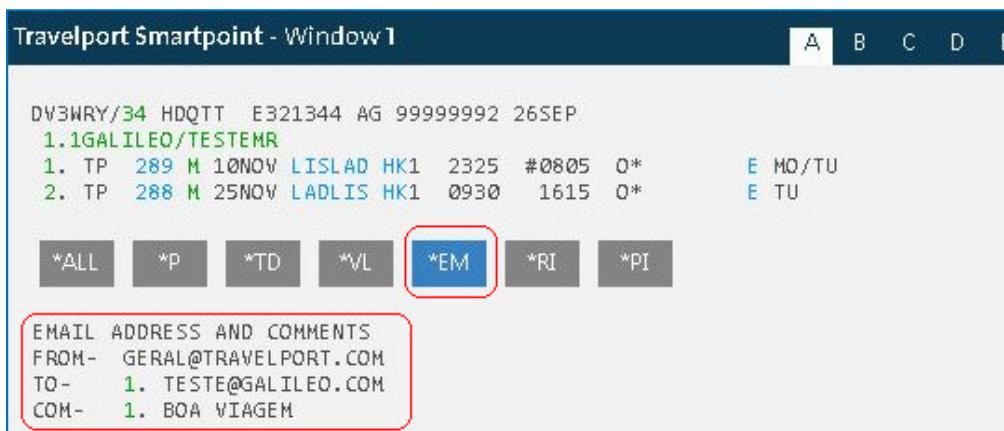 Travelport Smartpoint - Window 1 A B C D
DV3WRY/34 HDQTT E321344 AG 99999992 26SEP
1.1GALILEO/TESTEMR
1. TP 289 M 10NOV LISLAD HK1 2325 #0805 O* E MO/TU
2. TP 288 M 25NOV LADLIS HK1 0930 1615 O* E TU
*ALL *P *TD *VL *EM *RI *PI
EMAIL ADDRESS AND COMMENTS
FROM- GERAL@TRAVELPORT.COM
TO- 1. TESTE@GALILEO.COM
COM- 1. BOA VIAGEM